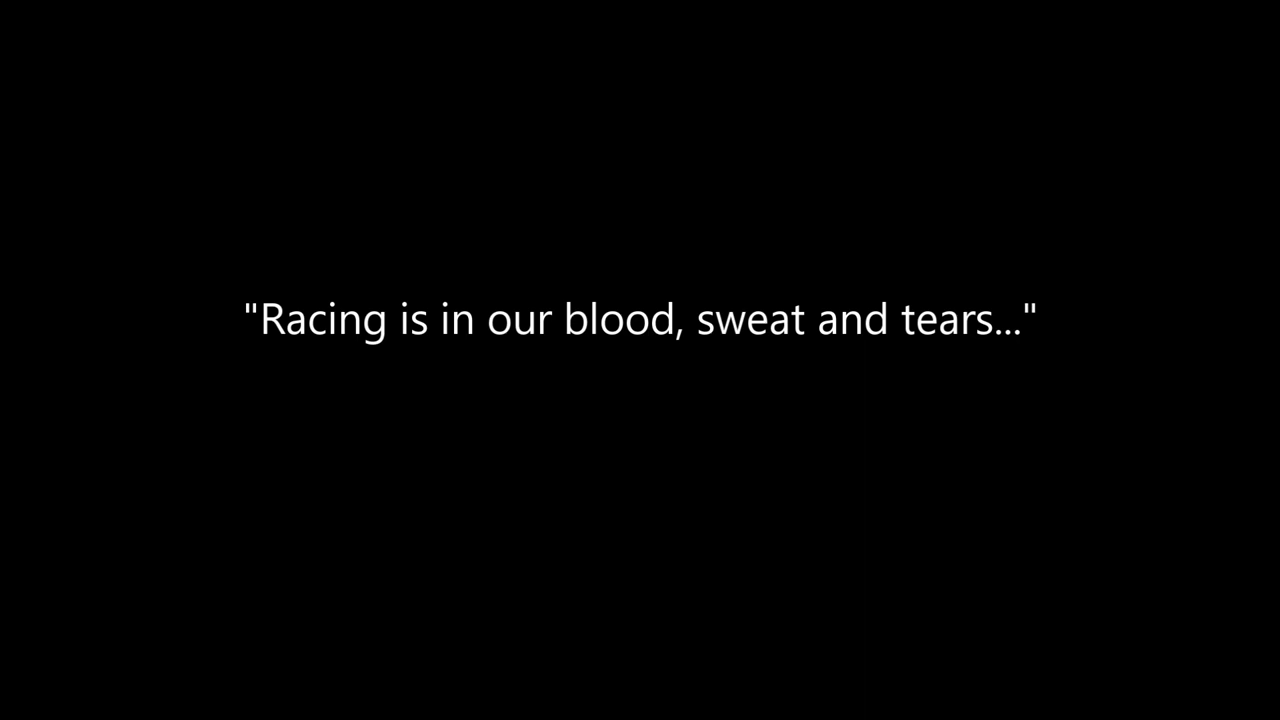 "Racing is in our blood, sweat and tears..."